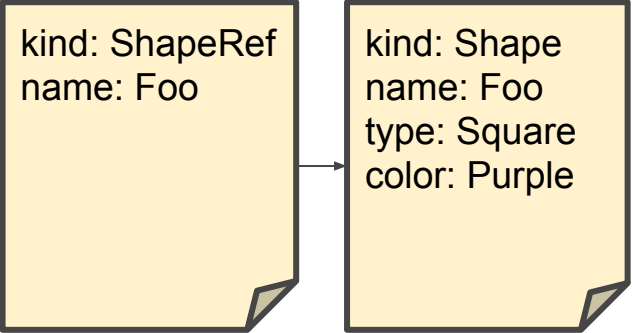 kind: ShapeRef
name: Foo
kind: Shape
name: Foo
type: Square
color: Purple